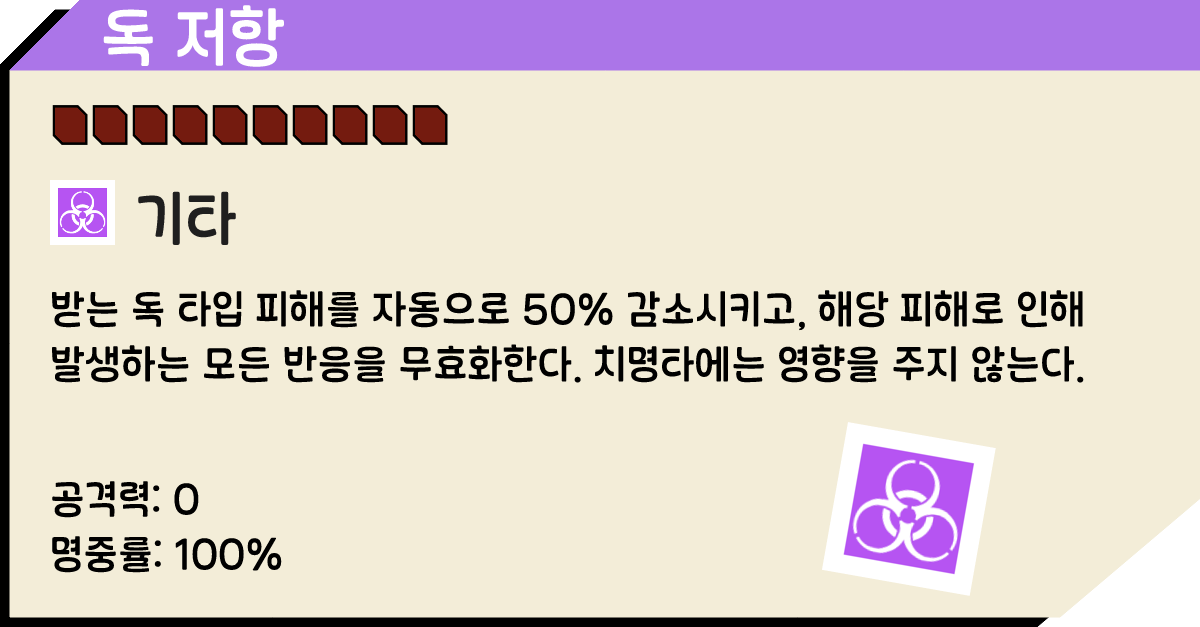 독 저항
기타
받는 독 타입 피해를 자동으로 50% 감소시키고, 해당 피해로 인해
발생하는 모든 반응을 무효화한다. 치명타에는 영향을 주지 않는다.
공격력: 0
명중률: 100%